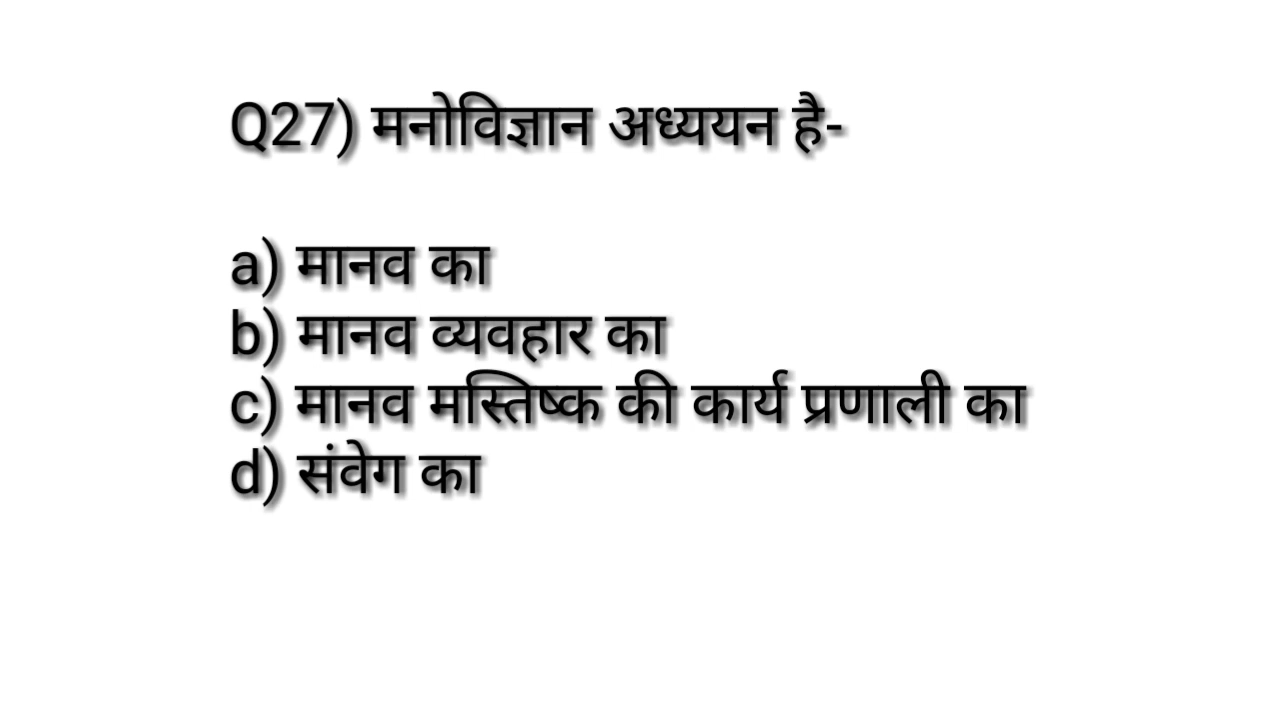 Q27) मनोविज्ञान अध्ययन है-
a) मानव का
b) मानव व्यवहार का
c) मानव मस्तिष्क की कार्य प्रणाली का
d) संवेग का